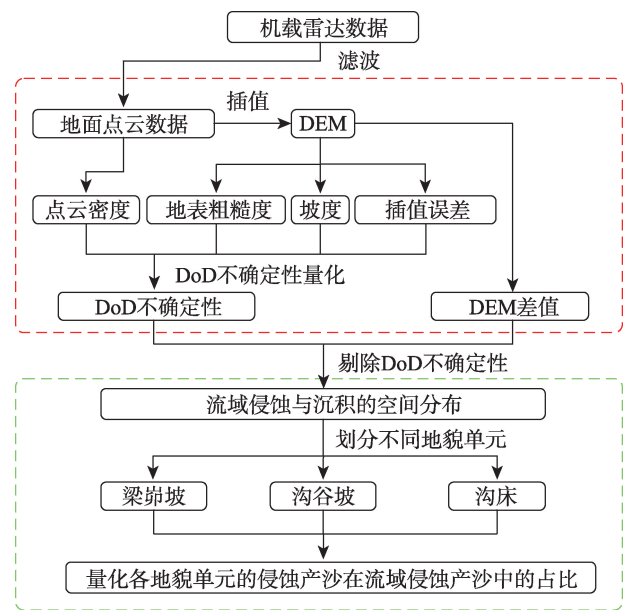 机载雷达数据
滤波
插值
地面点云数据
DEM
点云密度
地表粗糙度
坡度
插值误差
DoD不确定性量化
DoD不确定性
DEM差值
剔除DoD不确定性
流域侵蚀与沉积的空间分布
划分不同地貌单元
梁峁坡
沟谷坡
沟床
量化各地貌单元的侵蚀产沙在流域侵蚀产沙中的占比